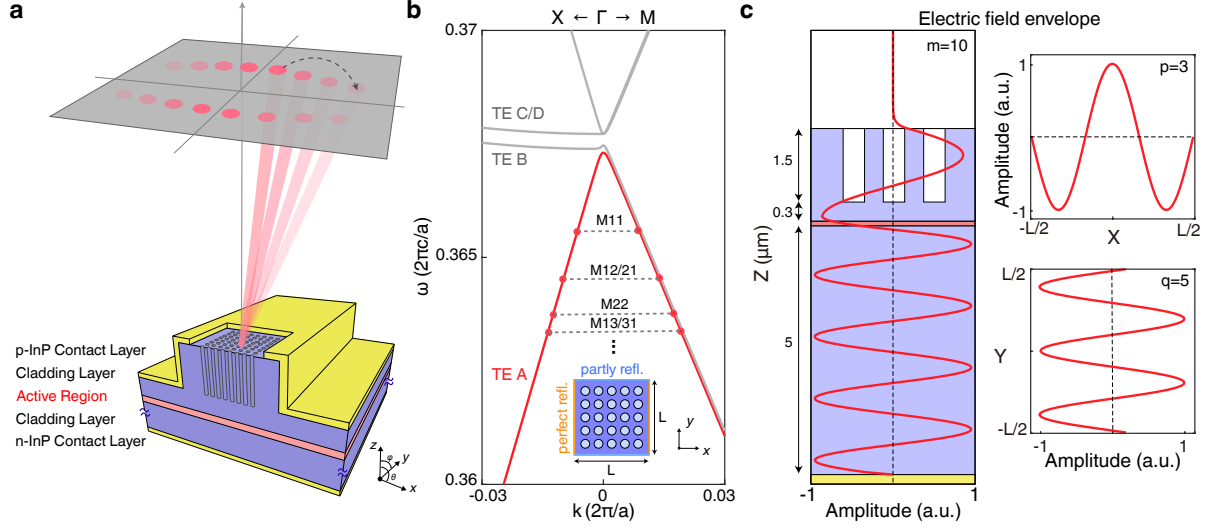 a
p-InP Contact Layer
Cladding Layer
Active Region
Cladding Layer
n-InP Contact Layer
z
y
φ
θ
x
b
X ← Γ → M
0.37
0.365
0.36
ω (2πc/a)
TE C/D
TE B
TE A
M11
M12/21
M22
M13/31
partly refl.
perfect refl.
L
L
y
x
-0.03
0
0.03
k (2π/a)
c
Electric field envelope
m=10
1.5
0.3
5
Z (μm)
-1
0
1
Amplitude (a.u.)
p=3
1
-1
Amplitude (a.u.)
-L/2
X
L/2
q=5
L/2
Y
-L/2
-1
0
1
Amplitude (a.u.)